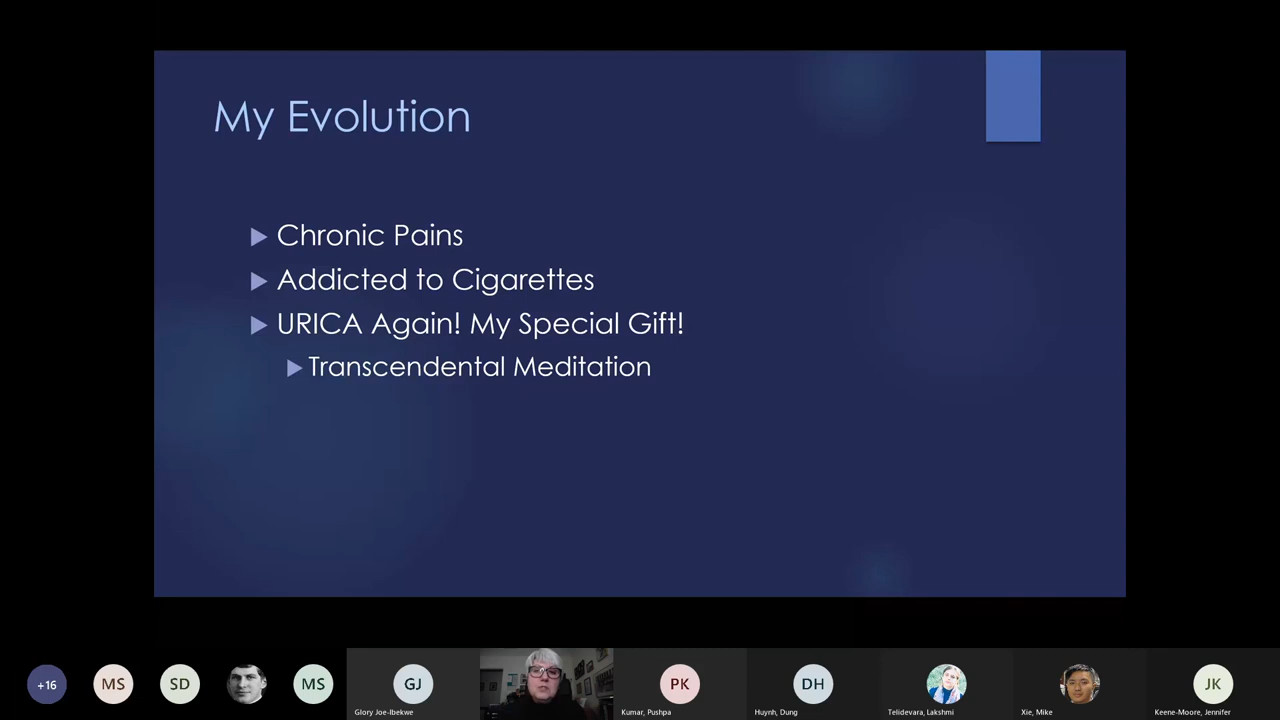 My Evolution
Chronic Pains
Addicted to Cigarettes
URICA Again! My Special Gift!
Transcendental Meditation
+16
MS
SD
MS
GJ
PK
DH
JK
Glory Joe-Ibekwe
Kumar, Pushpa
Huynh, Dung
Telidevara, Lakshmi
Xie, Mike
Keene-Moore, Jennifer